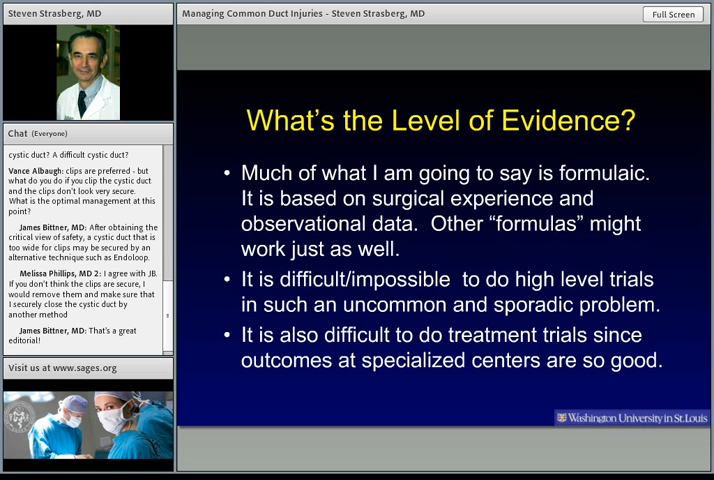 Steven Strasberg, MD
Managing Common Duct Injuries - Steven Strasberg, MD
Full Screen
Chat (Everyone)
cystic duct? A difficult cystic duct?
Vance Albaugh: clips are preferred - but
what do you do if you clip the cystic duct
and the clips don't look very secure.
What is the optimal management at this
point?
James Bittner, MD: After obtaining the
critical view of safety, a cystic duct that is
too wide for clips may be secured by an
alternative technique such as Endoloop.
Melissa Phillips, MD 2: I agree with JB.
If you don't think the clips are secure, I
would remove them and make sure that
I securely close the cystic duct by
another method
James Bittner, MD: That's a great
editorial!
Visit us at www.sages.org
What's the Level of Evidence?
• Much of what I am going to say is formulaic.
It is based on surgical experience and
observational data.  Other “formulas” might
work just as well.
• It is difficult/impossible  to do high level trials
in such an uncommon and sporadic problem.
• It is also difficult to do treatment trials since
outcomes at specialized centers are so good.
Washington University in St. Louis